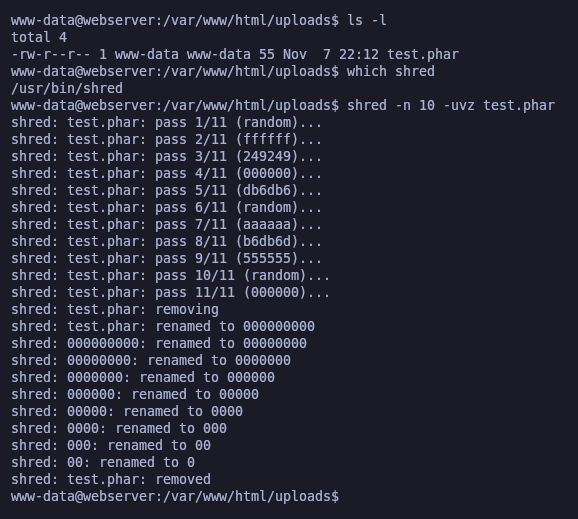 www-data@webserver:/var/www/html/uploads$ ls -l
total 4
-rw-r--r-- 1 www-data www-data 55 Nov  7 22:12 test.phar
www-data@webserver:/var/www/html/uploads$ which shred
/usr/bin/shred
www-data@webserver:/var/www/html/uploads$ shred -n 10 -uvz test.phar
shred: test.phar: pass 1/11 (random)...
shred: test.phar: pass 2/11 (ffffff)...
shred: test.phar: pass 3/11 (249249)...
shred: test.phar: pass 4/11 (000000)...
shred: test.phar: pass 5/11 (db6db6)...
shred: test.phar: pass 6/11 (random)...
shred: test.phar: pass 7/11 (aaaaaa)...
shred: test.phar: pass 8/11 (b6db6d)...
shred: test.phar: pass 9/11 (555555)...
shred: test.phar: pass 10/11 (random)...
shred: test.phar: pass 11/11 (000000)...
shred: test.phar: removing
shred: test.phar: renamed to 000000000
shred: 000000000: renamed to 00000000
shred: 00000000: renamed to 0000000
shred: 0000000: renamed to 000000
shred: 000000: renamed to 00000
shred: 00000: renamed to 0000
shred: 0000: renamed to 000
shred: 000: renamed to 00
shred: 00: renamed to 0
shred: test.phar: removed
www-data@webserver:/var/www/html/uploads$